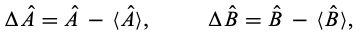 ΔÂ = Â − ⟨Â⟩, ΔB̂ = B̂ − ⟨B̂⟩,